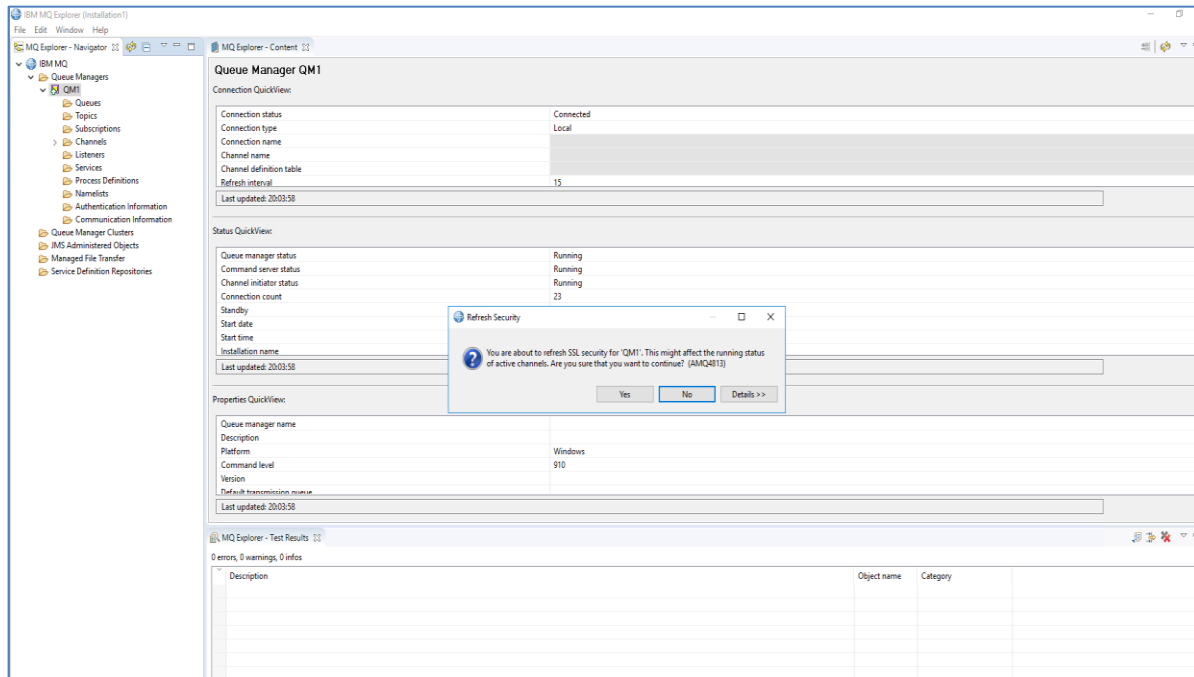 IBM MQ Explorer (Installation1)
File Edit Window Help
MQ Explorer - Navigator
IBM MQ
Queue Managers
QM1
Queues
Topics
Subscriptions
Channels
Listeners
Services
Process Definitions
Namelists
Authentication Information
Communication Information
Queue Manager Clusters
JMS Administered Objects
Managed File Transfer
Service Definition Repositories
MQ Explorer - Content
Queue Manager QM1
Connection QuickView:
Connection status Connected
Connection type Local
Connection name
Channel name
Channel definition table
Refresh interval 15
Last updated: 20:03:58
Status QuickView:
Queue manager status Running
Command server status Running
Channel initiator status Running
Connection count 23
Standby
Start date
Start time
Installation name
Last updated: 20:03:58
Refresh Security
You are about to refresh SSL security for 'QM1'. This might affect the running status
of active channels. Are you sure that you want to continue? (AMQ4813)
Yes No Details >>
Properties QuickView:
Queue manager name
Description
Platform Windows
Command level 910
Version
Default transmission queue
Last updated: 20:03:58
MQ Explorer - Test Results
0 errors, 0 warnings, 0 infos
Description Object name Category